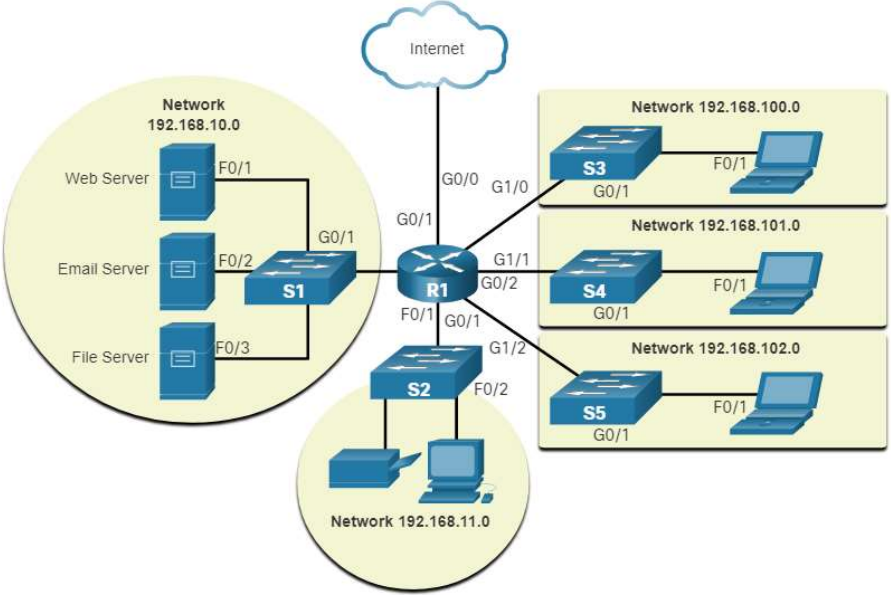 Internet
Network
192.168.10.0
Web Server
F0/1
Email Server
F0/2
File Server
F0/3
G0/1
S1
G0/0
G0/1
R1
G1/0
G1/1
G0/2
G1/2
F0/1
G0/1
S2
F0/2
Network 192.168.11.0
Network 192.168.100.0
S3
G0/1
F0/1
Network 192.168.101.0
S4
G0/1
F0/1
Network 192.168.102.0
S5
G0/1
F0/1